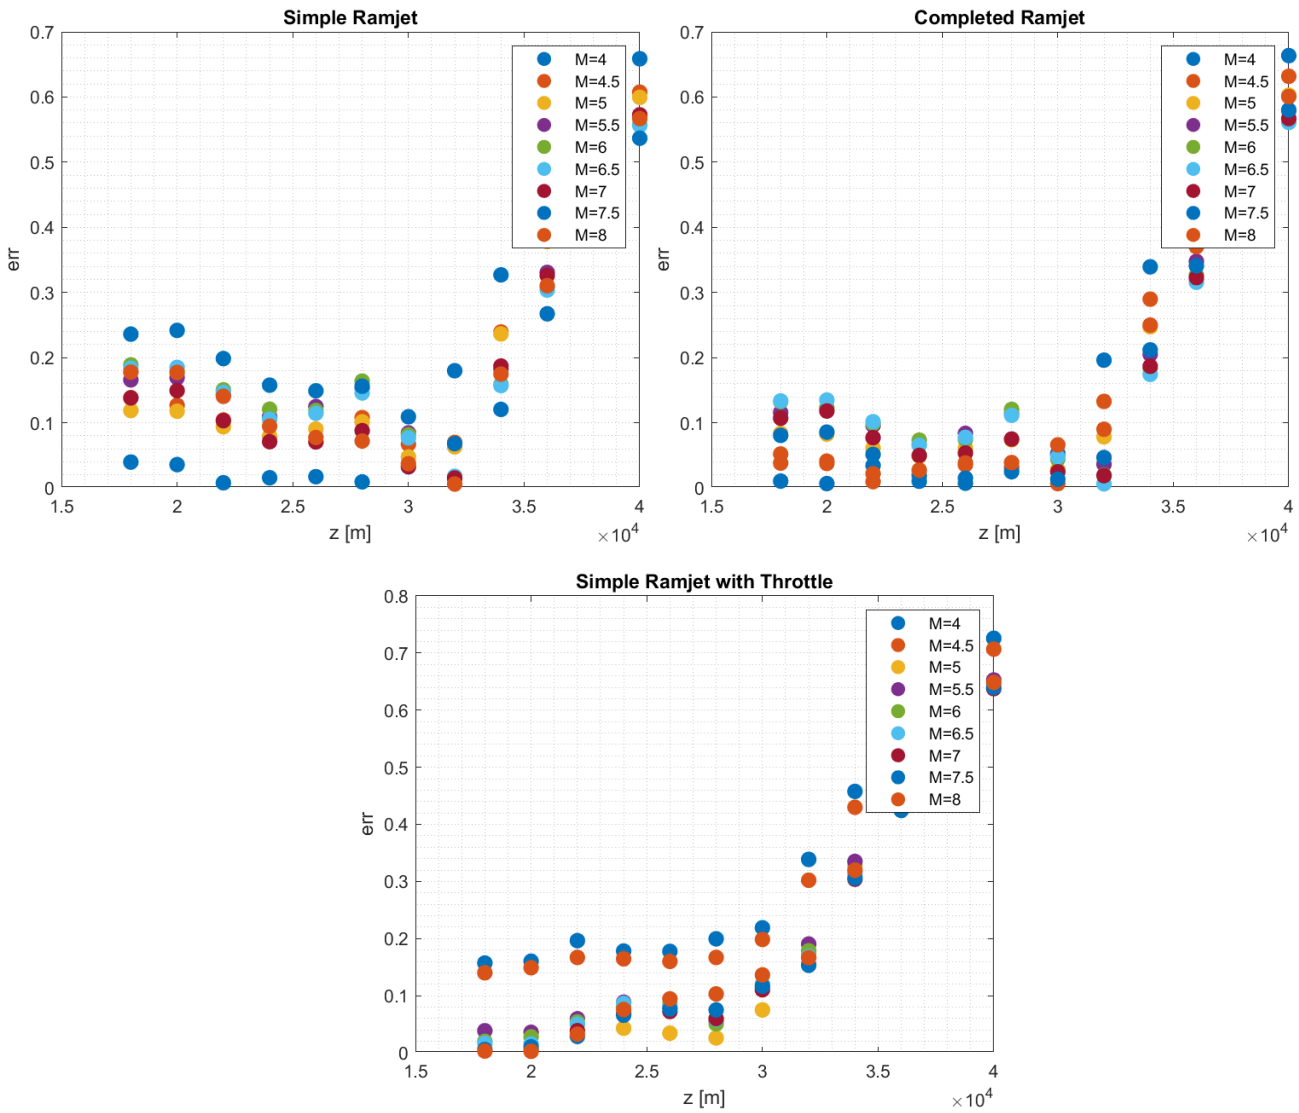 Simple Ramjet
0.7
0.6
0.5
0.4
0.3
0.2
0.1
0
err
1.5
2
2.5
3
3.5
4
z [m]
×10⁴
M=4
M=4.5
M=5
M=5.5
M=6
M=6.5
M=7
M=7.5
M=8
Completed Ramjet
0.7
0.6
0.5
0.4
0.3
0.2
0.1
0
err
1.5
2
2.5
3
3.5
4
z [m]
×10⁴
M=4
M=4.5
M=5
M=5.5
M=6
M=6.5
M=7
M=7.5
M=8
Simple Ramjet with Throttle
0.8
0.7
0.6
0.5
0.4
0.3
0.2
0.1
0
err
1.5
2
2.5
3
3.5
4
z [m]
×10⁴
M=4
M=4.5
M=5
M=5.5
M=6
M=6.5
M=7
M=7.5
M=8